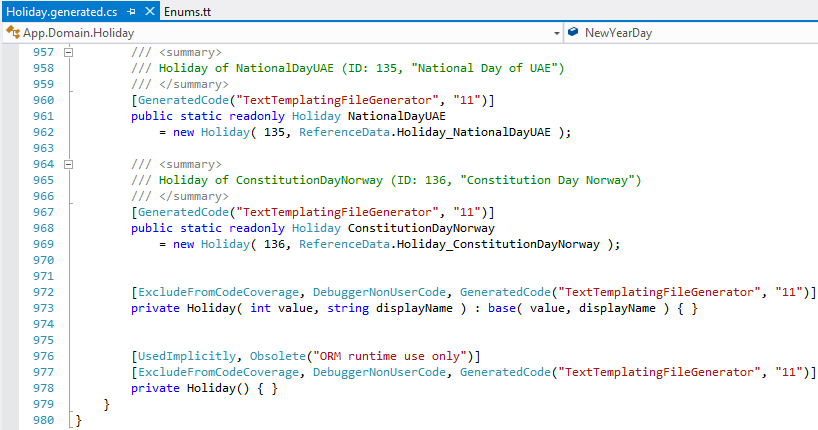 Holiday.generated.cs Enums.tt
App.Domain.Holiday NewYearDay
957 /// <summary>
958 /// Holiday of NationalDayUAE (ID: 135, "National Day of UAE")
959 /// </summary>
960 [GeneratedCode("TextTemplatingFileGenerator", "11")]
961 public static readonly Holiday NationalDayUAE
962 = new Holiday( 135, ReferenceData.Holiday_NationalDayUAE );
963
964 /// <summary>
965 /// Holiday of ConstitutionDayNorway (ID: 136, "Constitution Day Norway")
966 /// </summary>
967 [GeneratedCode("TextTemplatingFileGenerator", "11")]
968 public static readonly Holiday ConstitutionDayNorway
969 = new Holiday( 136, ReferenceData.Holiday_ConstitutionDayNorway );
970
971
972 [ExcludeFromCodeCoverage, DebuggerNonUserCode, GeneratedCode("TextTemplatingFileGenerator", "11")]
973 private Holiday( int value, string displayName ) : base( value, displayName ) { }
974
975
976 [UsedImplicitly, Obsolete("ORM runtime use only")]
977 [ExcludeFromCodeCoverage, DebuggerNonUserCode, GeneratedCode("TextTemplatingFileGenerator", "11")]
978 private Holiday() { }
979 }
980 }